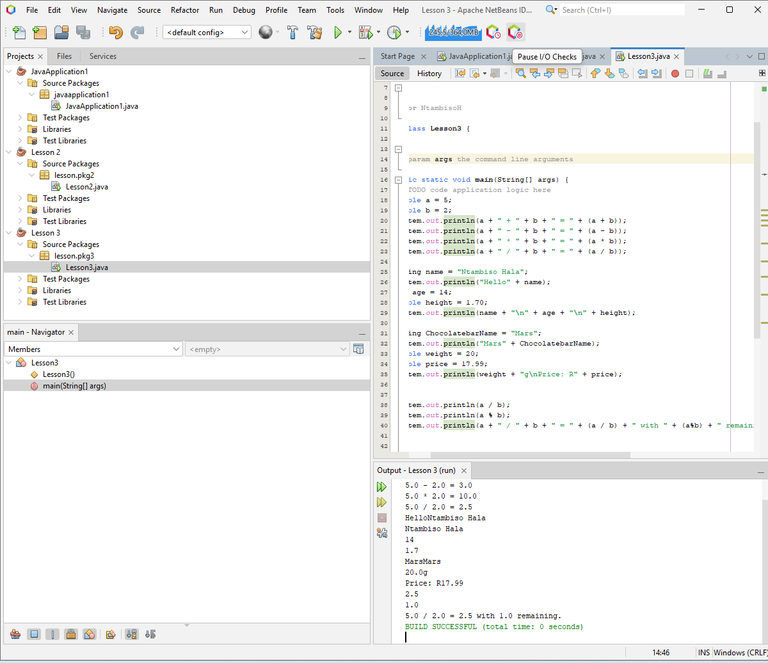 File Edit View Navigate Source Refactor Run Debug Profile Team Tools Window Help Lesson 3 - Apache NetBeans ID... Search (Ctrl+I)
<default config>
Projects Files Services
Start Page JavaApplication1.j Pause I/O Checks java Lesson3.java
Source History
JavaApplication1
Source Packages
javaapplication1
JavaApplication1.java
Test Packages
Libraries
Test Libraries
Lesson 2
Source Packages
lesson.pkg2
Lesson2.java
Test Packages
Libraries
Test Libraries
Lesson 3
Source Packages
lesson.pkg3
Lesson3.java
Test Packages
Libraries
Test Libraries
main - Navigator
Members <empty>
Lesson3
Lesson3()
main(String[] args)
7
8
9 or NtambisoH
10
11 lass Lesson3 {
12
13
14 param args the command line arguments
15
16 ic static void main(String[] args) {
17 TODO code application logic here
18 ble a = 5;
19 ble b = 2;
20 tem.out.println(a + " + " + b + " = " + (a + b));
21 tem.out.println(a + " - " + b + " = " + (a - b));
22 tem.out.println(a + " * " + b + " = " + (a * b));
23 tem.out.println(a + " / " + b + " = " + (a / b));
24
25 ing name = "Ntambiso Hala";
26 tem.out.println("Hello" + name);
27 age = 14;
28 ble height = 1.70;
29 tem.out.println(name + "\n" + age + "\n" + height);
30
31 ing ChocolatebarName = "Mars";
32 tem.out.println("Mars" + ChocolatebarName);
33 ble weight = 20;
34 ble price = 17.99;
35 tem.out.println(weight + "g\nPrice: R" + price);
36
37
38 tem.out.println(a / b);
39 tem.out.println(a % b);
40 tem.out.println(a + " / " + b + " = " + (a / b) + " with " + (a%b) + " remain
41
42
Output - Lesson 3 (run)
5.0 - 2.0 = 3.0
5.0 * 2.0 = 10.0
5.0 / 2.0 = 2.5
HelloNtambiso Hala
Ntambiso Hala
14
1.7
MarsMars
20.0g
Price: R17.99
2.5
1.0
5.0 / 2.0 = 2.5 with 1.0 remaining.
BUILD SUCCESSFUL (total time: 0 seconds)
14:46 INS Windows (CRLF